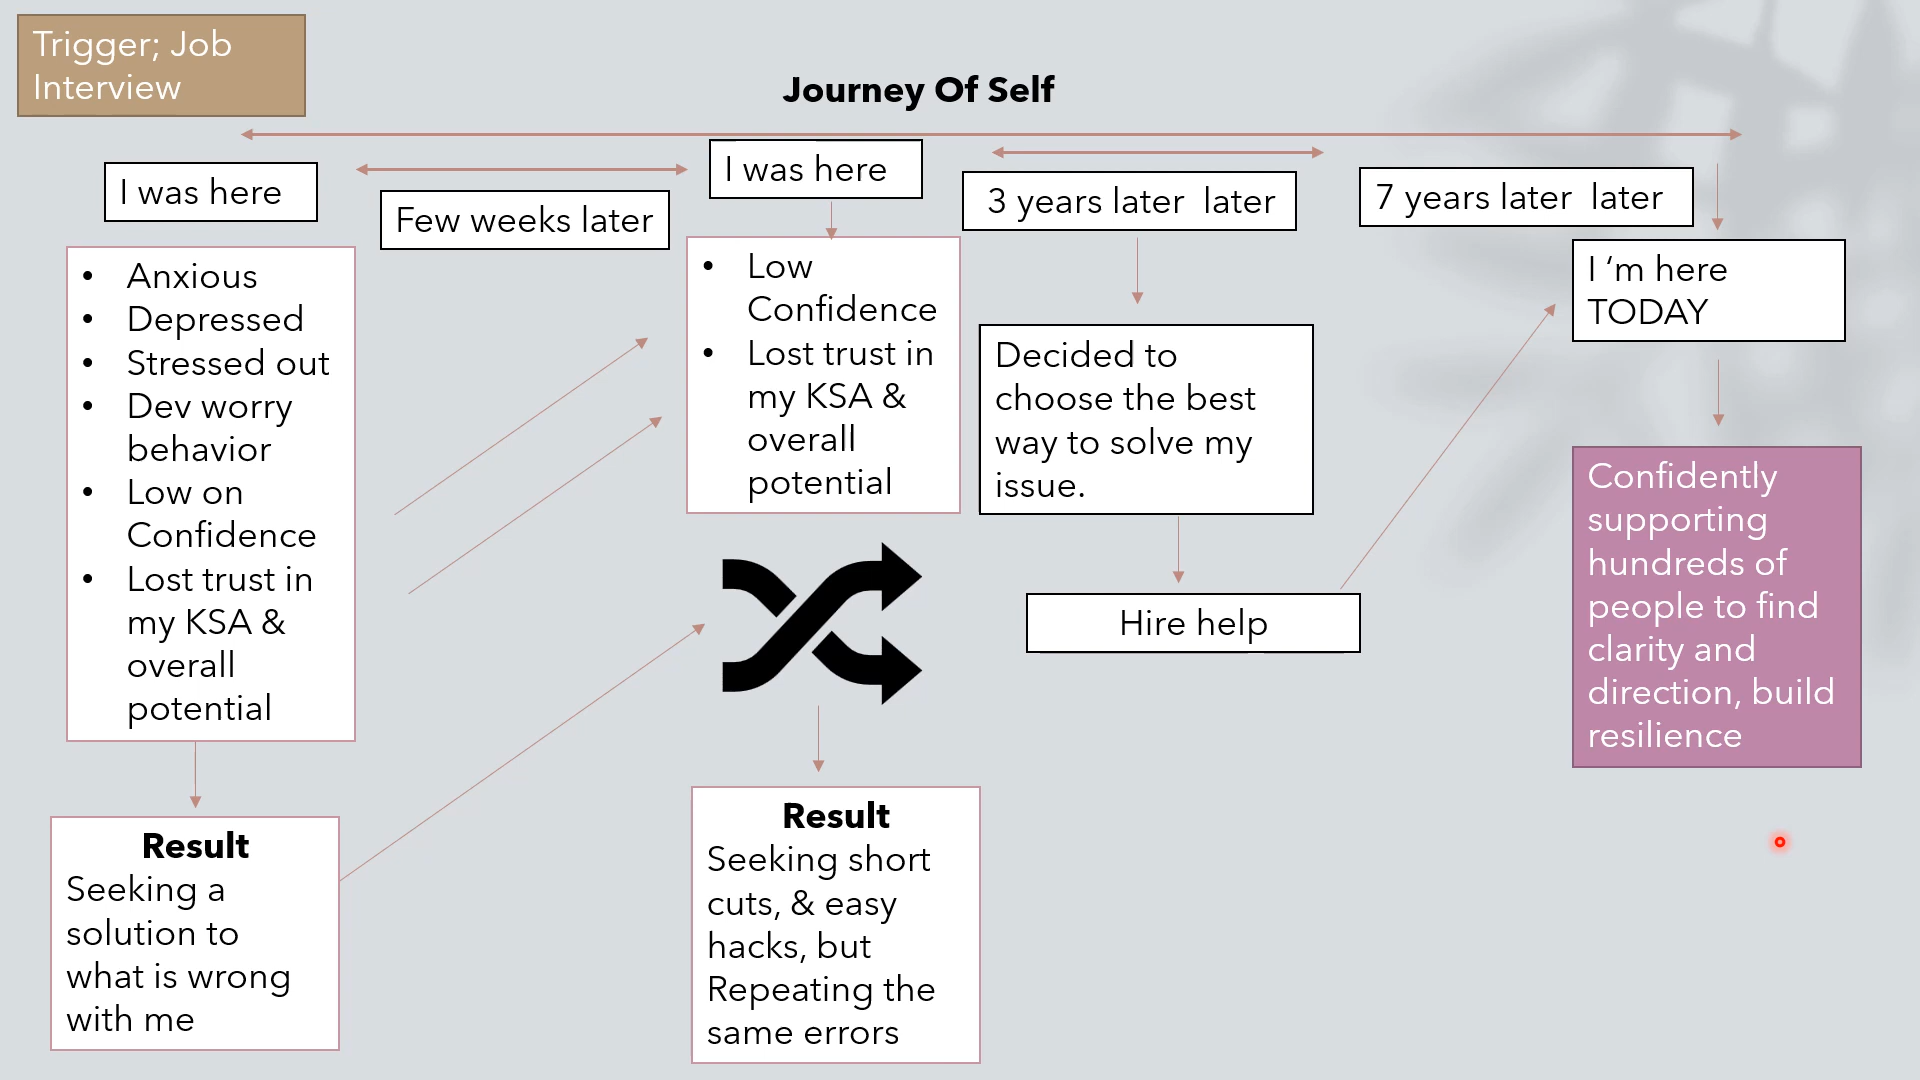 Trigger; Job
Interview
Journey Of Self
I was here
Few weeks later
I was here
3 years later  later
7 years later  later
• Anxious
• Depressed
• Stressed out
• Dev worry
behavior
• Low on
Confidence
• Lost trust in
my KSA &
overall
potential
Result
Seeking a
solution to
what is wrong
with me
• Low
Confidence
• Lost trust in
my KSA &
overall
potential
Result
Seeking short
cuts, & easy
hacks, but
Repeating the
same errors
Decided to
choose the best
way to solve my
issue.
Hire help
I ‘m here
TODAY
Confidently
supporting
hundreds of
people to find
clarity and
direction, build
resilience